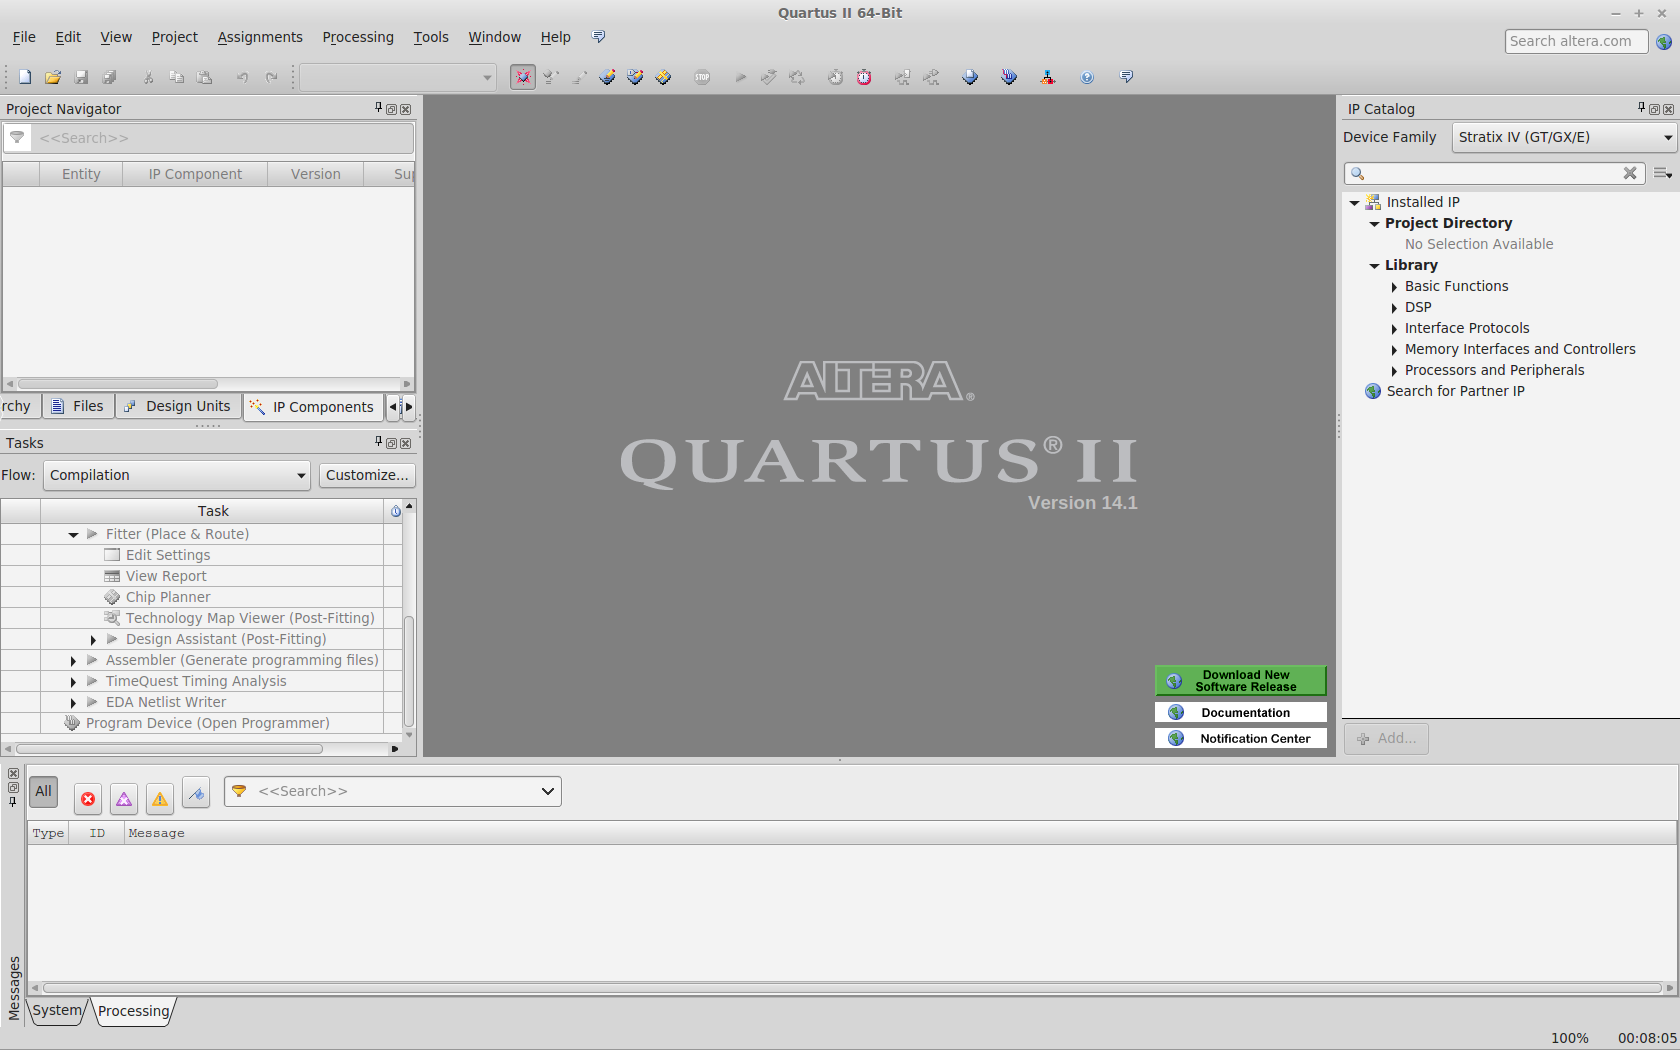 Quartus II 64-Bit
File Edit View Project Assignments Processing Tools Window Help
Search altera.com
STOP
Project Navigator
<<Search>>
Entity IP Component Version
Files Design Units IP Components
Tasks
Flow: Compilation Customize...
Task
Fitter (Place & Route)
Edit Settings
View Report
Chip Planner
Technology Map Viewer (Post-Fitting)
Design Assistant (Post-Fitting)
Assembler (Generate programming files)
TimeQuest Timing Analysis
EDA Netlist Writer
Program Device (Open Programmer)
ALTERA®
QUARTUS® II
Version 14.1
Download New
Software Release
Documentation
Notification Center
IP Catalog
Device Family Stratix IV (GT/GX/E)
Installed IP
Project Directory
No Selection Available
Library
Basic Functions
DSP
Interface Protocols
Memory Interfaces and Controllers
Processors and Peripherals
Search for Partner IP
Add...
All <<Search>>
Type ID Message
Messages
System Processing
100% 00:08:05